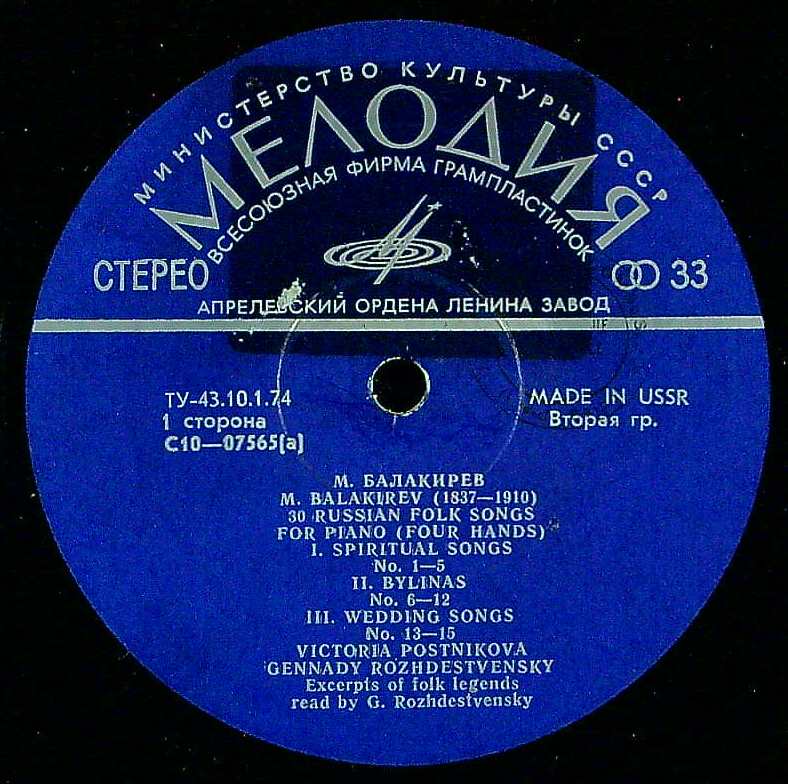 МИНИСТЕРСТВО КУЛЬТУРЫ СССР
МЕЛОДИЯ
ВСЕСОЮЗНАЯ ФИРМА ГРАМПЛАСТИНОК
СТЕРЕО
33
АПРЕЛЕВСКИЙ ОРДЕНА ЛЕНИНА ЗАВОД
ТУ-43.10.1.74
MADE IN USSR
1 сторона
Вторая гр.
С10—07565(а)
М. БАЛАКИРЕВ
M. BALAKIREV (1837—1910)
30 RUSSIAN FOLK SONGS
FOR PIANO (FOUR HANDS)
I. SPIRITUAL SONGS
No. 1—5
II. BYLINAS
No. 6—12
III. WEDDING SONGS
No. 13—15
VICTORIA POSTNIKOVA
GENNADY ROZHDESTVENSKY
Excerpts of folk legends
read by G. Rozhdestvensky